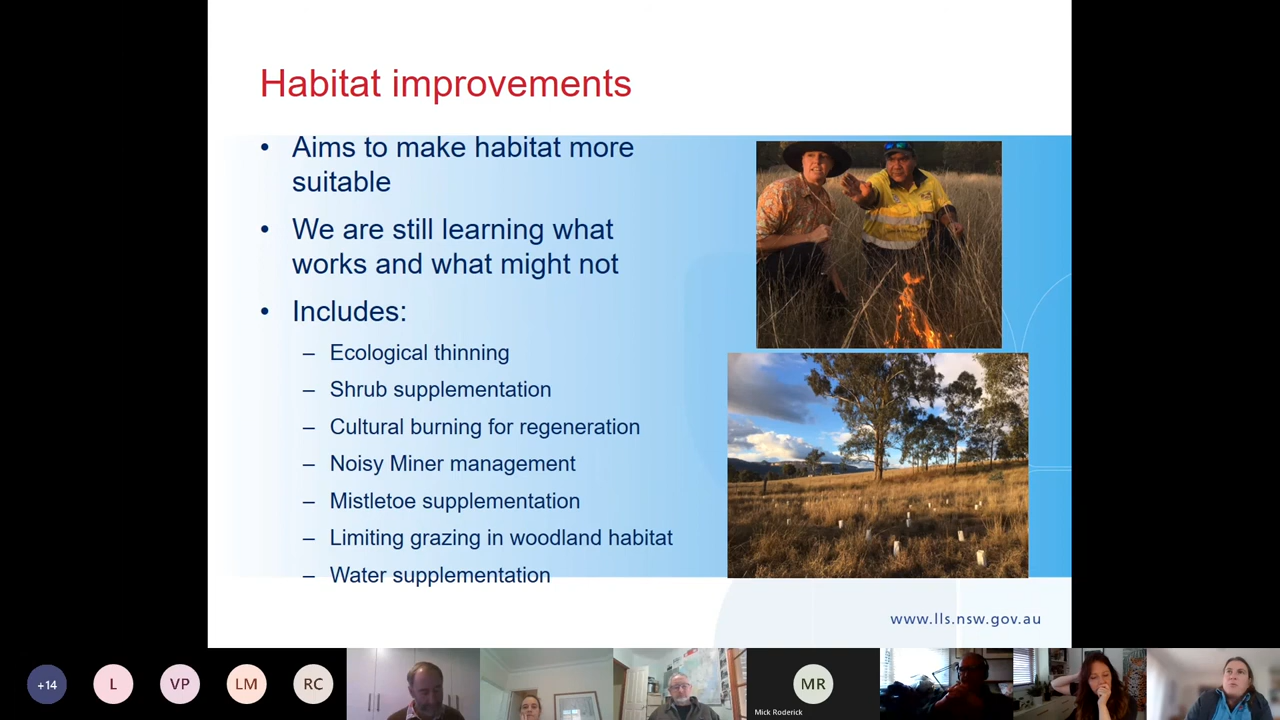 Habitat improvements
• Aims to make habitat more
suitable
• We are still learning what
works and what might not
• Includes:
– Ecological thinning
– Shrub supplementation
– Cultural burning for regeneration
– Noisy Miner management
– Mistletoe supplementation
– Limiting grazing in woodland habitat
– Water supplementation
www.lls.nsw.gov.au
+14
L
VP
LM
RC
MR
Mick Roderick